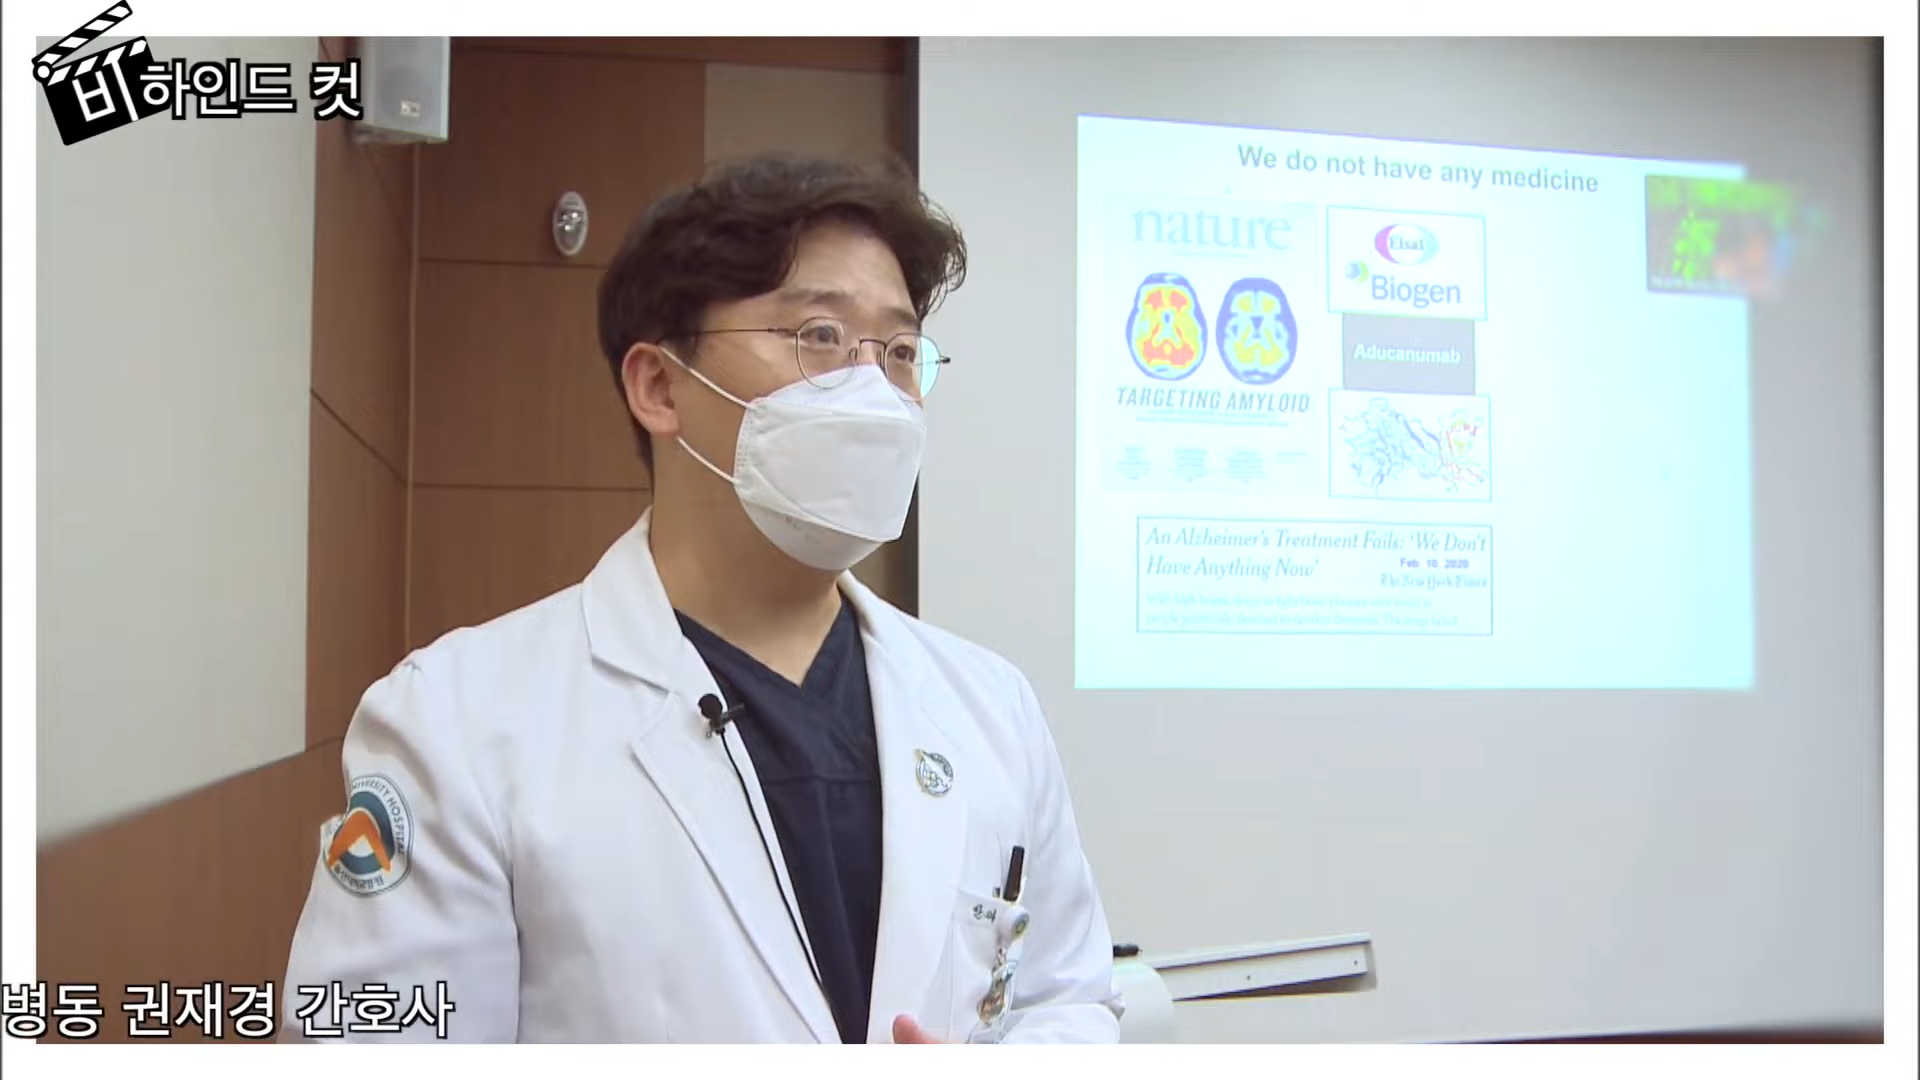 비하인드 컷
We do not have any medicine
nature
Eisai
Biogen
Aducanumab
TARGETING AMYLOID
An Alzheimer's Treatment Fails: 'We Don't
Have Anything Now'
Feb 10, 2020
The New York Times
UNIVERSITY HOSPITAL
병동 권재경 간호사